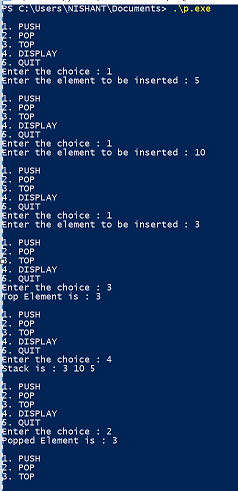 PS C:\Users\NISHANT\Documents> .\p.exe
1. PUSH
2. POP
3. TOP
4. DISPLAY
5. QUIT
Enter the choice : 1
Enter the element to be inserted : 5
1. PUSH
2. POP
3. TOP
4. DISPLAY
5. QUIT
Enter the choice : 1
Enter the element to be inserted : 10
1. PUSH
2. POP
3. TOP
4. DISPLAY
5. QUIT
Enter the choice : 1
Enter the element to be inserted : 3
1. PUSH
2. POP
3. TOP
4. DISPLAY
5. QUIT
Enter the choice : 3
Top Element is : 3
1. PUSH
2. POP
3. TOP
4. DISPLAY
5. QUIT
Enter the choice : 4
Stack is : 3 10 5
1. PUSH
2. POP
3. TOP
4. DISPLAY
5. QUIT
Enter the choice : 2
Popped Element is : 3
1. PUSH
2. POP
3. TOP